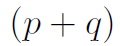 (p + q)